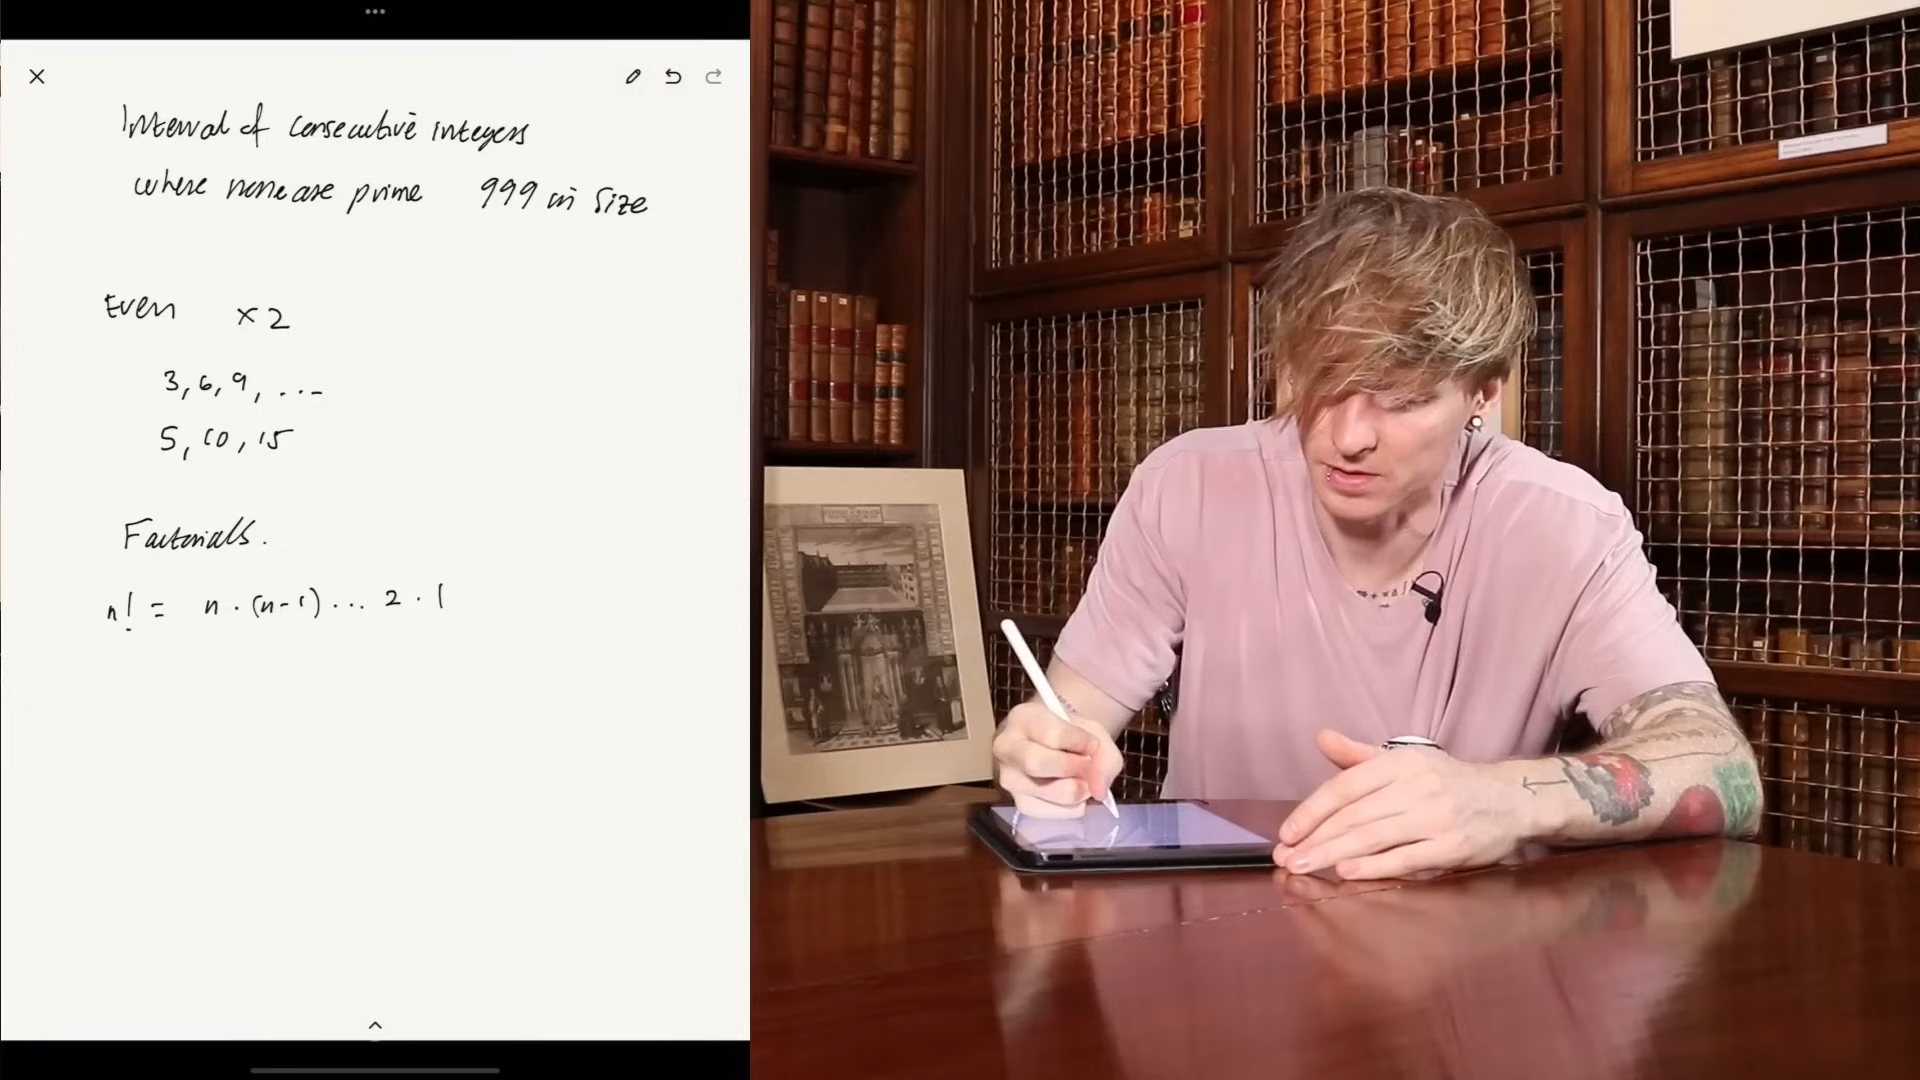 Interval of consecutive integers
where none are prime 999 in size
Even × 2
3, 6, 9, ...
5, 10, 15
Factorials.
n! = n · (n-1) ... 2 · 1